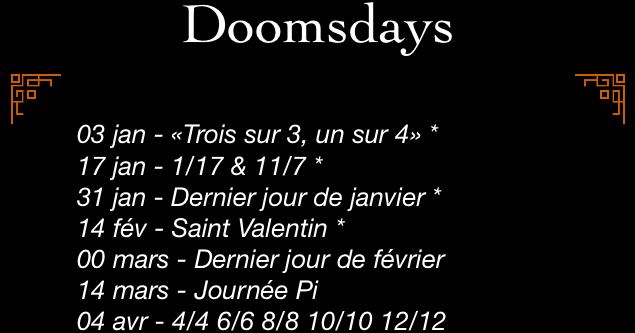 Doomsdays
03 jan - «Trois sur 3, un sur 4» *
17 jan - 1/17 & 11/7 *
31 jan - Dernier jour de janvier *
14 fév - Saint Valentin *
00 mars - Dernier jour de février
14 mars - Journée Pi
04 avr - 4/4 6/6 8/8 10/10 12/12